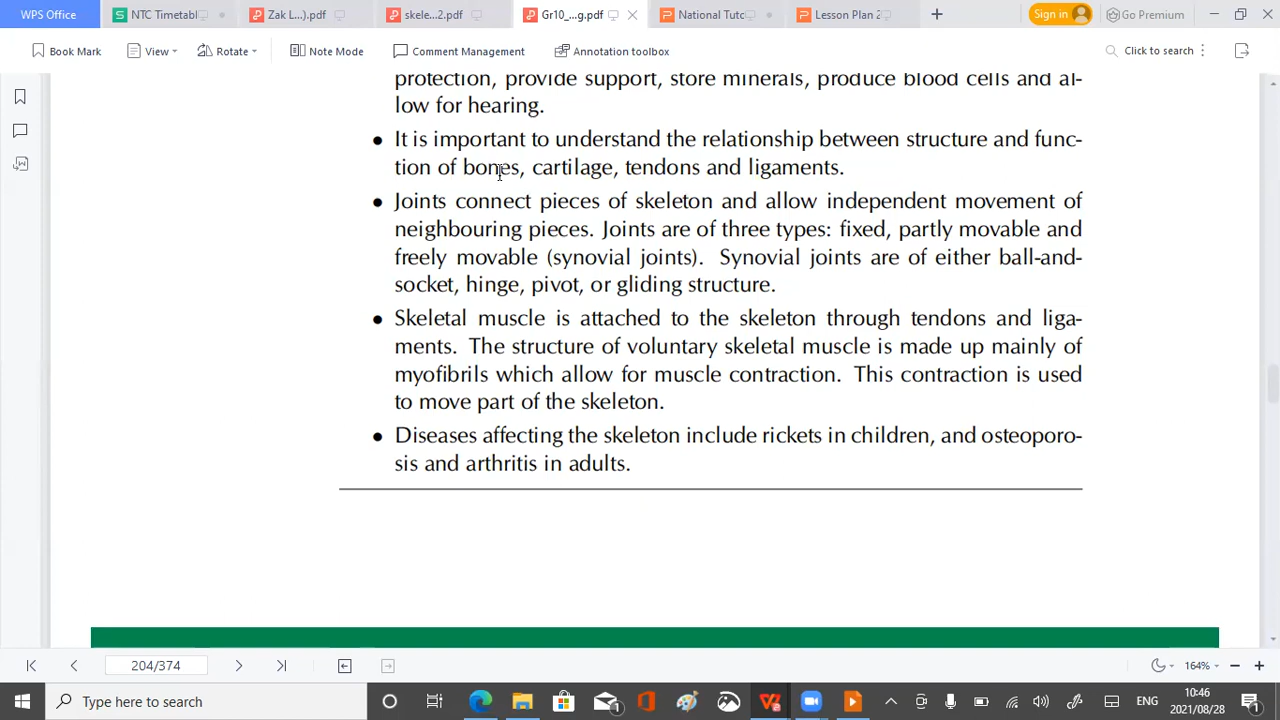 WPS Office
NTC Timetabl
Zak L...).pdf
skele...2.pdf
Gr10_...g.pdf
National Tuto
Lesson Plan 2
Sign in
Go Premium
Book Mark
View
Rotate
Note Mode
Comment Management
Annotation toolbox
Click to search
protection, provide support, store minerals, produce blood cells and al-
low for hearing.
• It is important to understand the relationship between structure and func-
tion of bones, cartilage, tendons and ligaments.
• Joints connect pieces of skeleton and allow independent movement of
neighbouring pieces. Joints are of three types: fixed, partly movable and
freely movable (synovial joints). Synovial joints are of either ball-and-
socket, hinge, pivot, or gliding structure.
• Skeletal muscle is attached to the skeleton through tendons and liga-
ments. The structure of voluntary skeletal muscle is made up mainly of
myofibrils which allow for muscle contraction. This contraction is used
to move part of the skeleton.
• Diseases affecting the skeleton include rickets in children, and osteoporo-
sis and arthritis in adults.
204/374
164%
Type here to search
1
ENG
10:46
2021/08/28
1